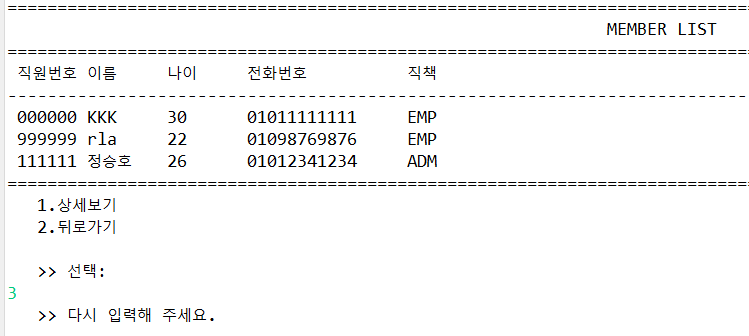 ===========================================================================
MEMBER LIST
===========================================================================
직원번호 이름 나이 전화번호 직책
---------------------------------------------------------------------------
000000 KKK 30 01011111111 EMP
999999 rla 22 01098769876 EMP
111111 정승호 26 01012341234 ADM
===========================================================================
1.상세보기
2.뒤로가기
>> 선택:
3
>> 다시 입력해 주세요.